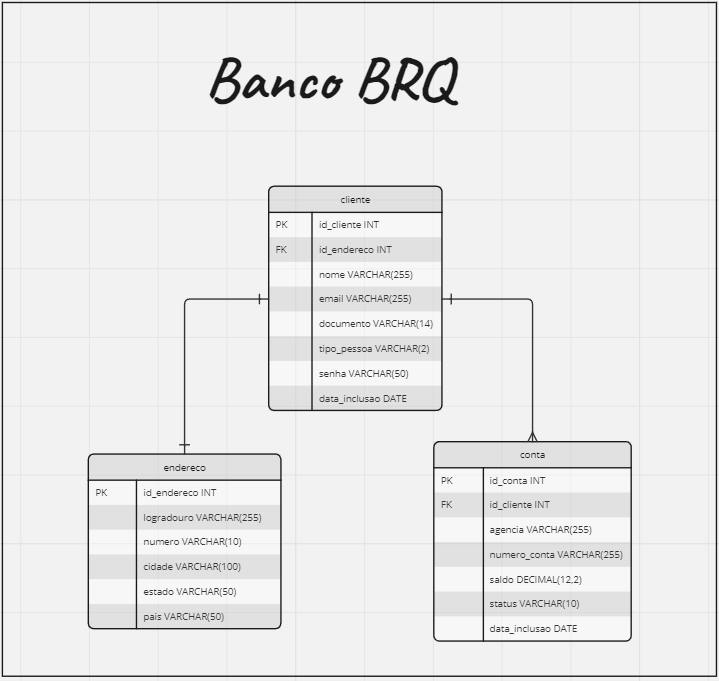 Banco BRQ
cliente
PK id_cliente INT
FK id_endereco INT
nome VARCHAR(255)
email VARCHAR(255)
documento VARCHAR(14)
tipo_pessoa VARCHAR(2)
senha VARCHAR(50)
data_inclusao DATE
endereco
PK id_endereco INT
logradouro VARCHAR(255)
numero VARCHAR(10)
cidade VARCHAR(100)
estado VARCHAR(50)
pais VARCHAR(50)
conta
PK id_conta INT
FK id_cliente INT
agencia VARCHAR(255)
numero_conta VARCHAR(255)
saldo DECIMAL(12,2)
status VARCHAR(10)
data_inclusao DATE